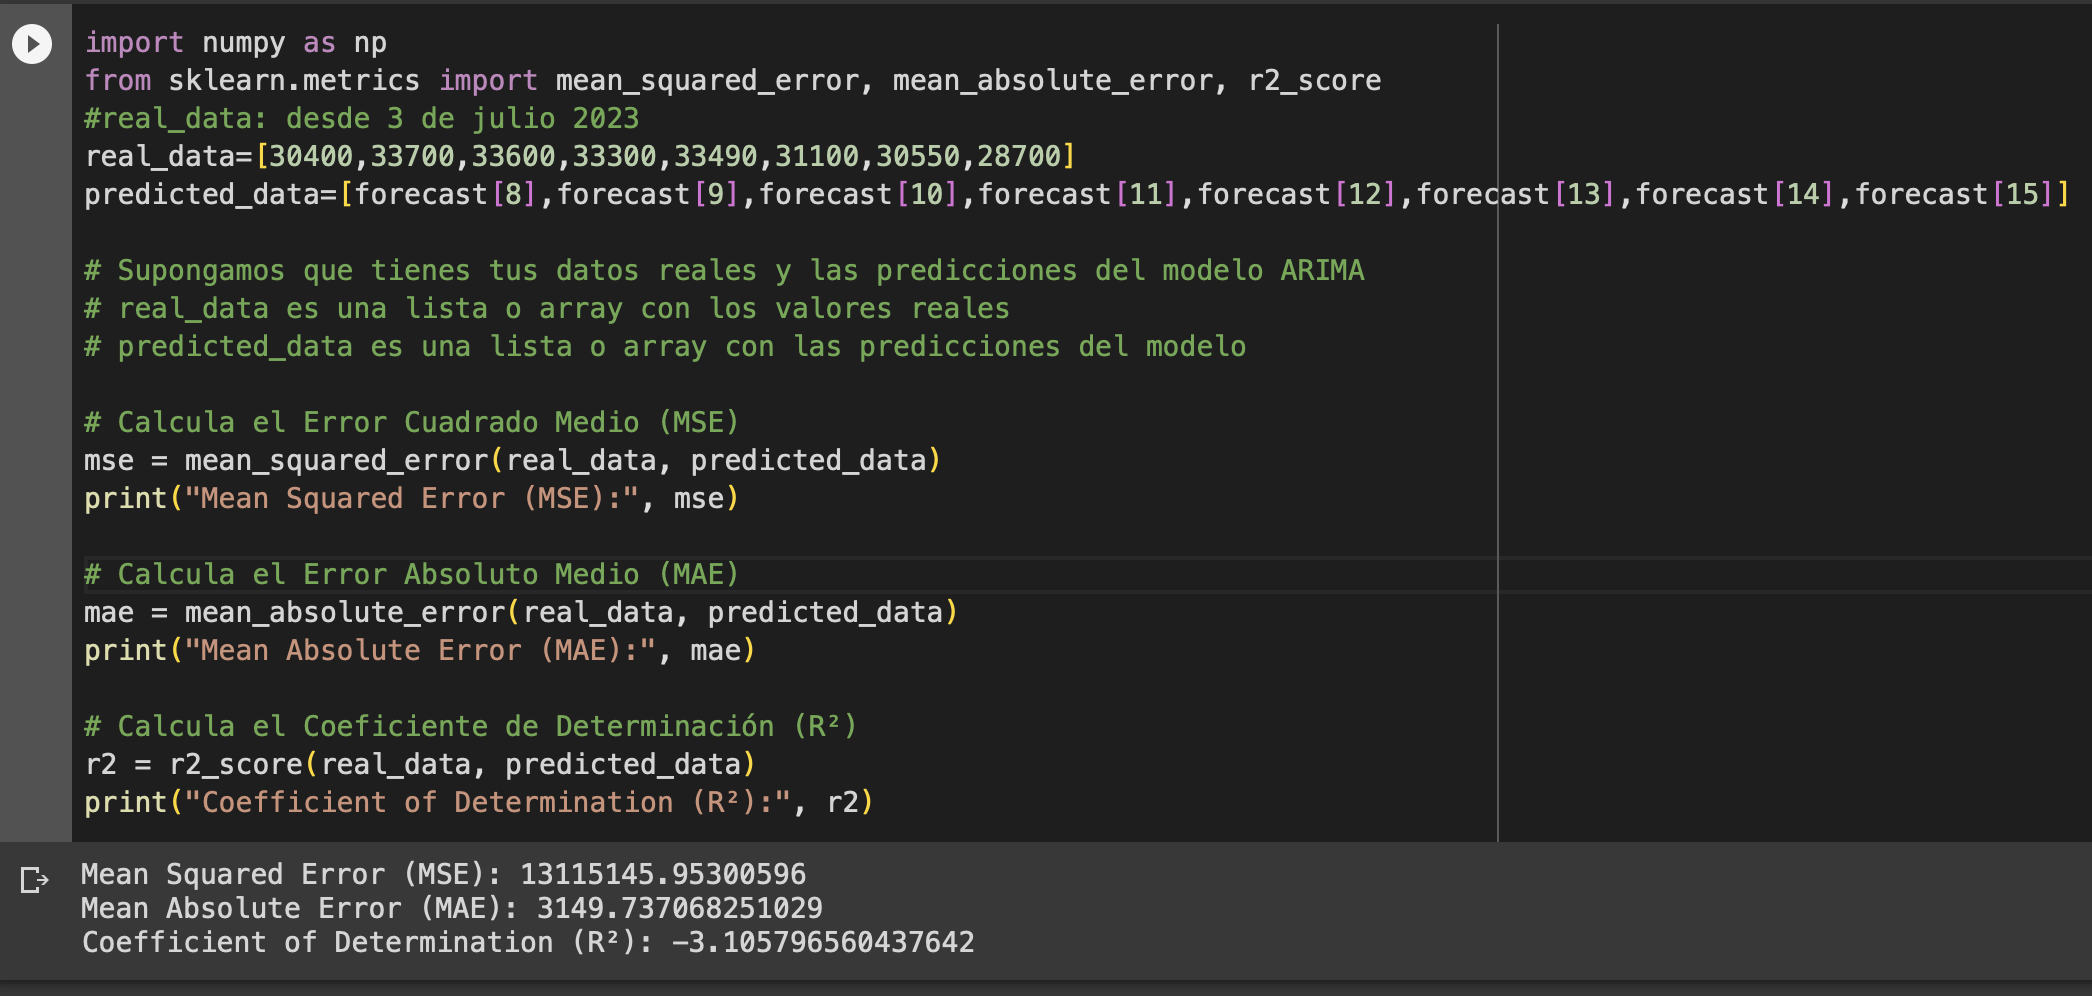 import numpy as np
from sklearn.metrics import mean_squared_error, mean_absolute_error, r2_score
#real_data: desde 3 de julio 2023
real_data=[30400,33700,33600,33300,33490,31100,30550,28700]
predicted_data=[forecast[8],forecast[9],forecast[10],forecast[11],forecast[12],forecast[13],forecast[14],forecast[15]]
# Supongamos que tienes tus datos reales y las predicciones del modelo ARIMA
# real_data es una lista o array con los valores reales
# predicted_data es una lista o array con las predicciones del modelo
# Calcula el Error Cuadrado Medio (MSE)
mse = mean_squared_error(real_data, predicted_data)
print("Mean Squared Error (MSE):", mse)
# Calcula el Error Absoluto Medio (MAE)
mae = mean_absolute_error(real_data, predicted_data)
print("Mean Absolute Error (MAE):", mae)
# Calcula el Coeficiente de Determinación (R²)
r2 = r2_score(real_data, predicted_data)
print("Coefficient of Determination (R²):", r2)
Mean Squared Error (MSE): 13115145.95300596
Mean Absolute Error (MAE): 3149.737068251029
Coefficient of Determination (R²): -3.105796560437642